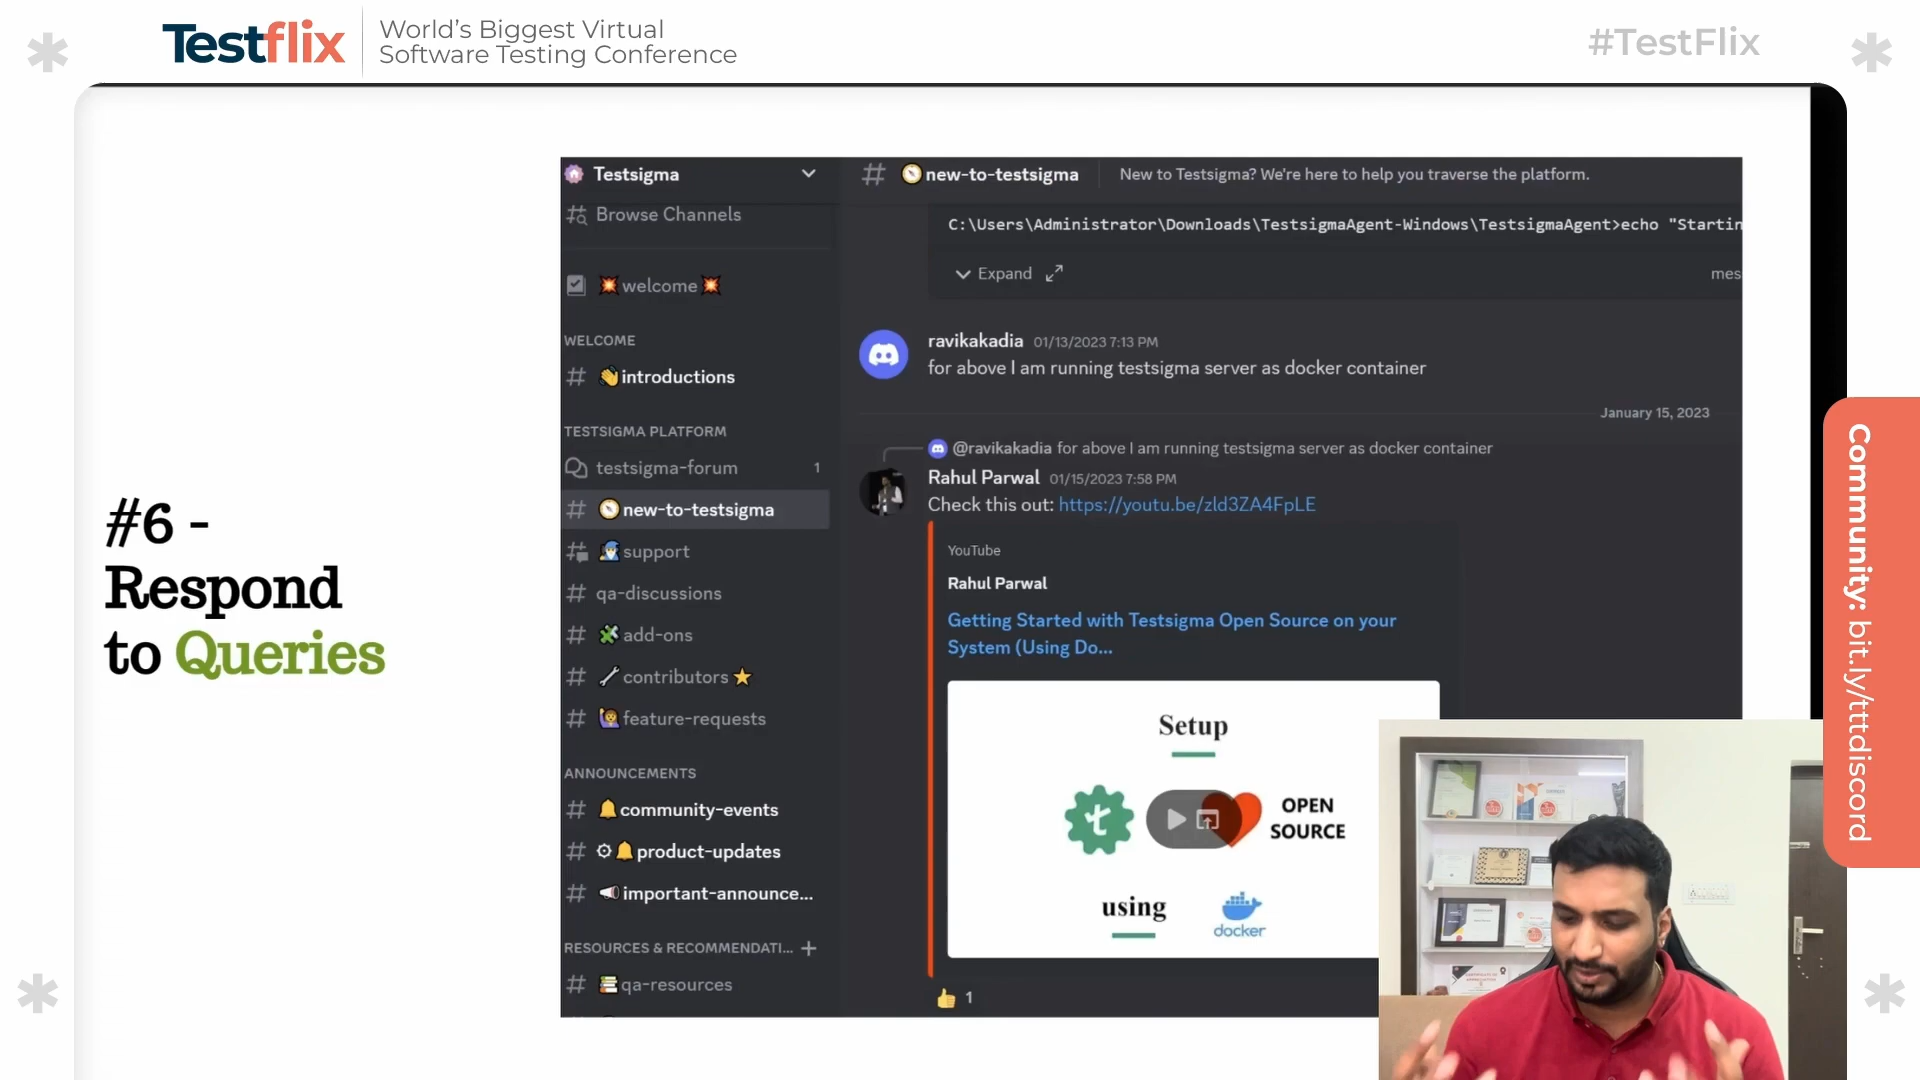 Testflix
World's Biggest Virtual
Software Testing Conference
#TestFlix
#6 -
Respond
to Queries
Testsigma
Browse Channels
welcome
WELCOME
introductions
TESTSIGMA PLATFORM
testsigma-forum 1
new-to-testsigma
support
qa-discussions
add-ons
contributors
feature-requests
ANNOUNCEMENTS
community-events
product-updates
important-announce...
RESOURCES & RECOMMENDATI... +
qa-resources
# new-to-testsigma New to Testsigma? We're here to help you traverse the platform.
C:\Users\Administrator\Downloads\TestsigmaAgent-Windows\TestsigmaAgent>echo "Startin
Expand mes
ravikakadia 01/13/2023 7:13 PM
for above I am running testsigma server as docker container
January 15, 2023
@ravikakadia for above I am running testsigma server as docker container
Rahul Parwal 01/15/2023 7:58 PM
Check this out: https://youtu.be/zld3ZA4FpLE
YouTube
Rahul Parwal
Getting Started with Testsigma Open Source on your
System (Using Do...
Setup
OPEN
SOURCE
using
docker
1
Community: bit.ly/tttdiscord